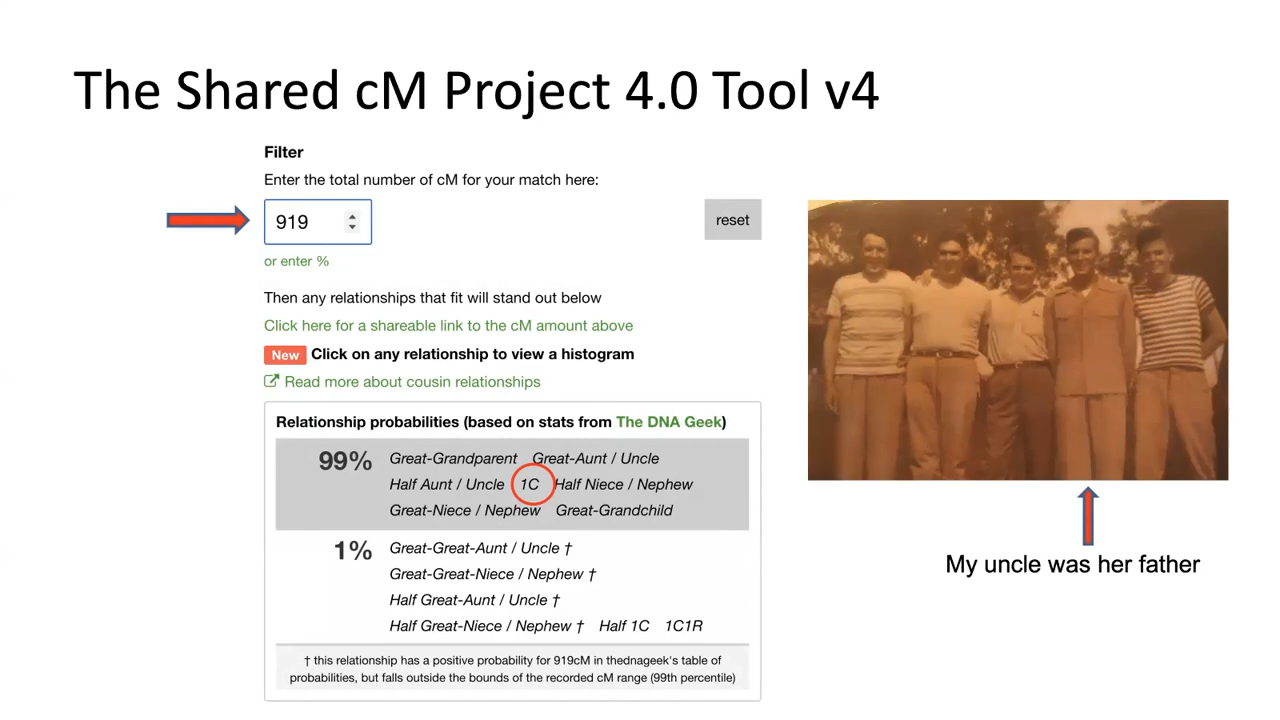 The Shared cM Project 4.0 Tool v4
Filter
Enter the total number of cM for your match here:
919
reset
or enter %
Then any relationships that fit will stand out below
Click here for a shareable link to the cM amount above
New Click on any relationship to view a histogram
Read more about cousin relationships
Relationship probabilities (based on stats from The DNA Geek)
99% Great-Grandparent Great-Aunt / Uncle
Half Aunt / Uncle 1C Half Niece / Nephew
Great-Niece / Nephew Great-Grandchild
1% Great-Great-Aunt / Uncle †
Great-Great-Niece / Nephew †
Half Great-Aunt / Uncle †
Half Great-Niece / Nephew † Half 1C 1C1R
† this relationship has a positive probability for 919cM in thednageek's table of
probabilities, but falls outside the bounds of the recorded cM range (99th percentile)
My uncle was her father